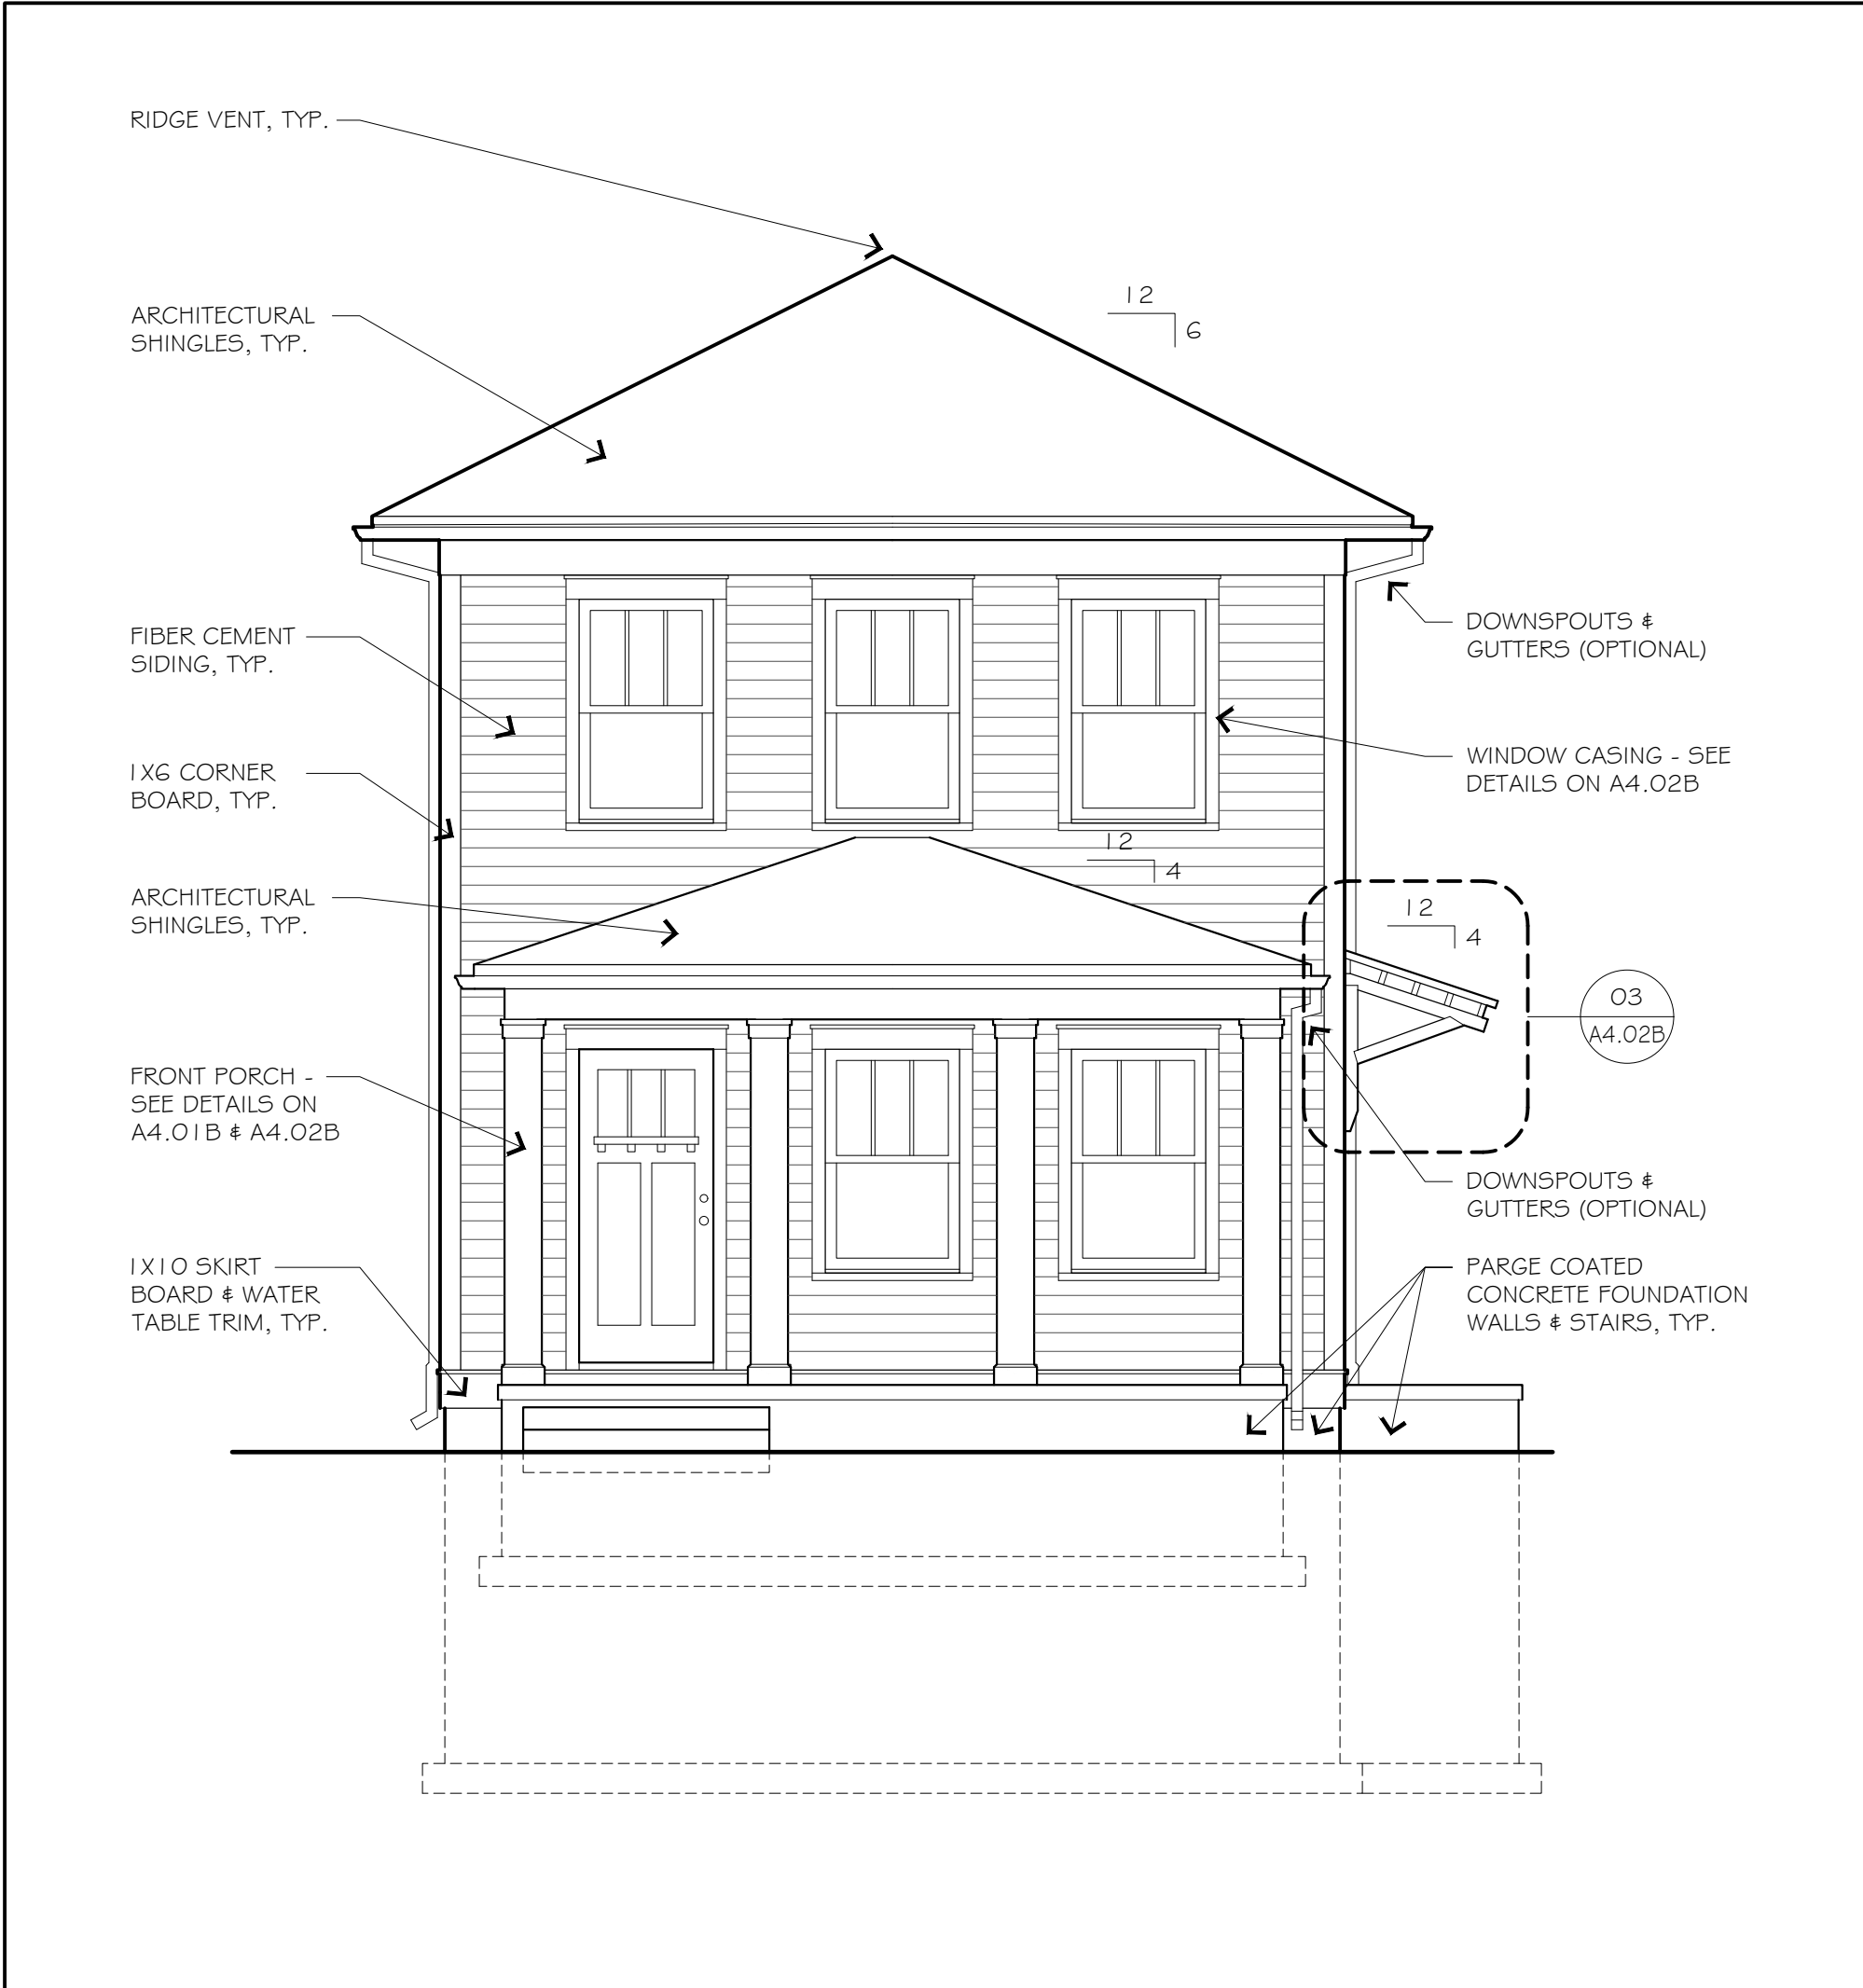 RIDGE VENT, TYP.
12
6
ARCHITECTURAL
SHINGLES, TYP.
FIBER CEMENT
SIDING, TYP.
DOWNSPOUTS &
GUTTERS (OPTIONAL)
WINDOW CASING - SEE
DETAILS ON A4.02B
1X6 CORNER
BOARD, TYP.
12
4
ARCHITECTURAL
SHINGLES, TYP.
12
4
03
A4.02B
FRONT PORCH -
SEE DETAILS ON
A4.01B & A4.02B
DOWNSPOUTS &
GUTTERS (OPTIONAL)
1X10 SKIRT
BOARD & WATER
TABLE TRIM, TYP.
PARGE COATED
CONCRETE FOUNDATION
WALLS & STAIRS, TYP.